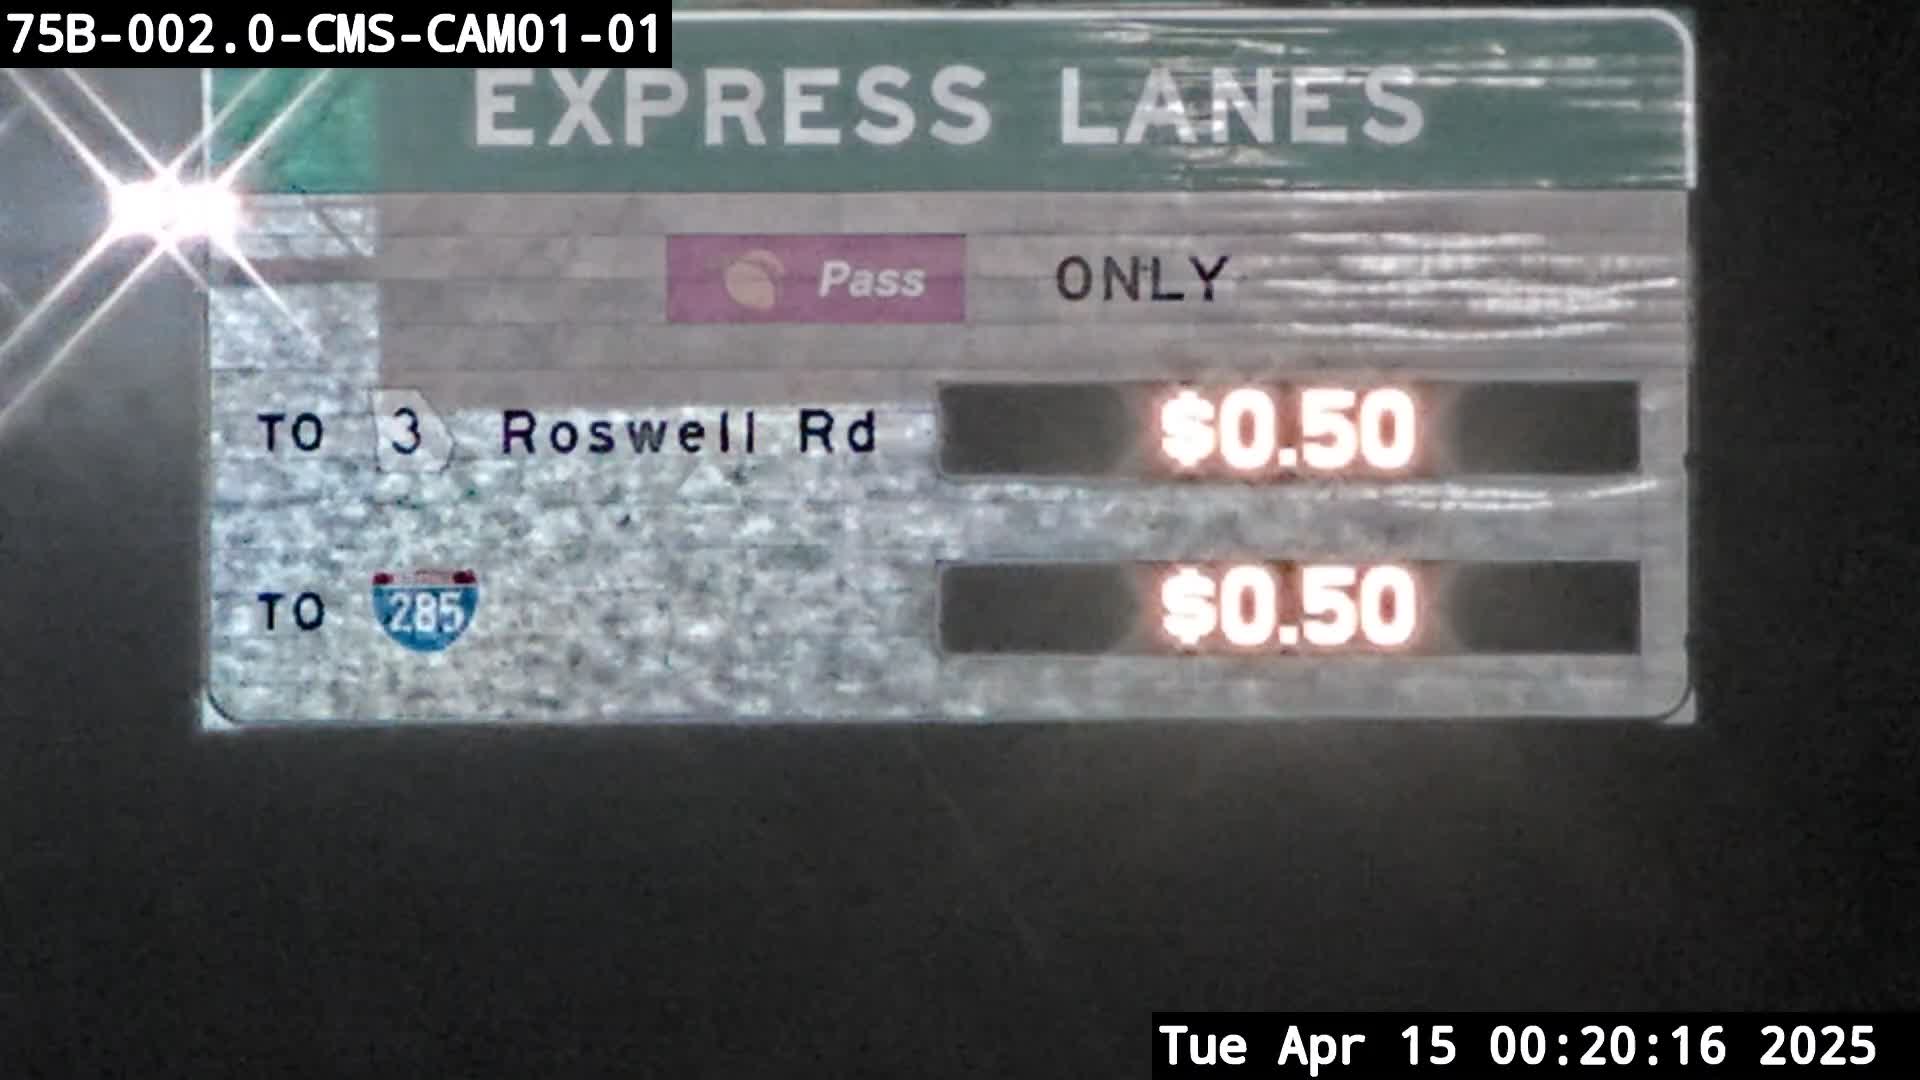 75B-002.0-CMS-CAM01-01
EXPRESS LANES
Pass ONLY
TO 3 Roswell Rd $0.50
TO 285 $0.50
Tue Apr 15 00:20:16 2025